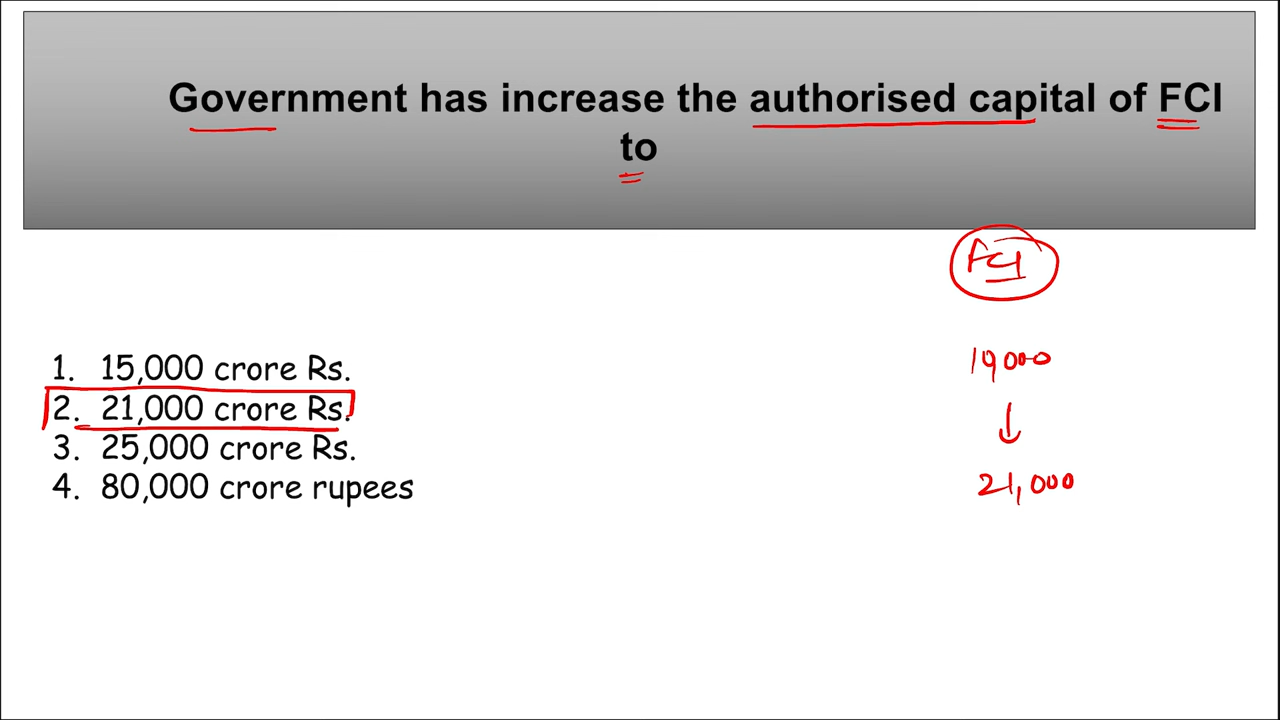 Government has increase the authorised capital of FCI
to
FCI
1. 15,000 crore Rs.
19000
2. 21,000 crore Rs.
3. 25,000 crore Rs.
4. 80,000 crore rupees
21,000